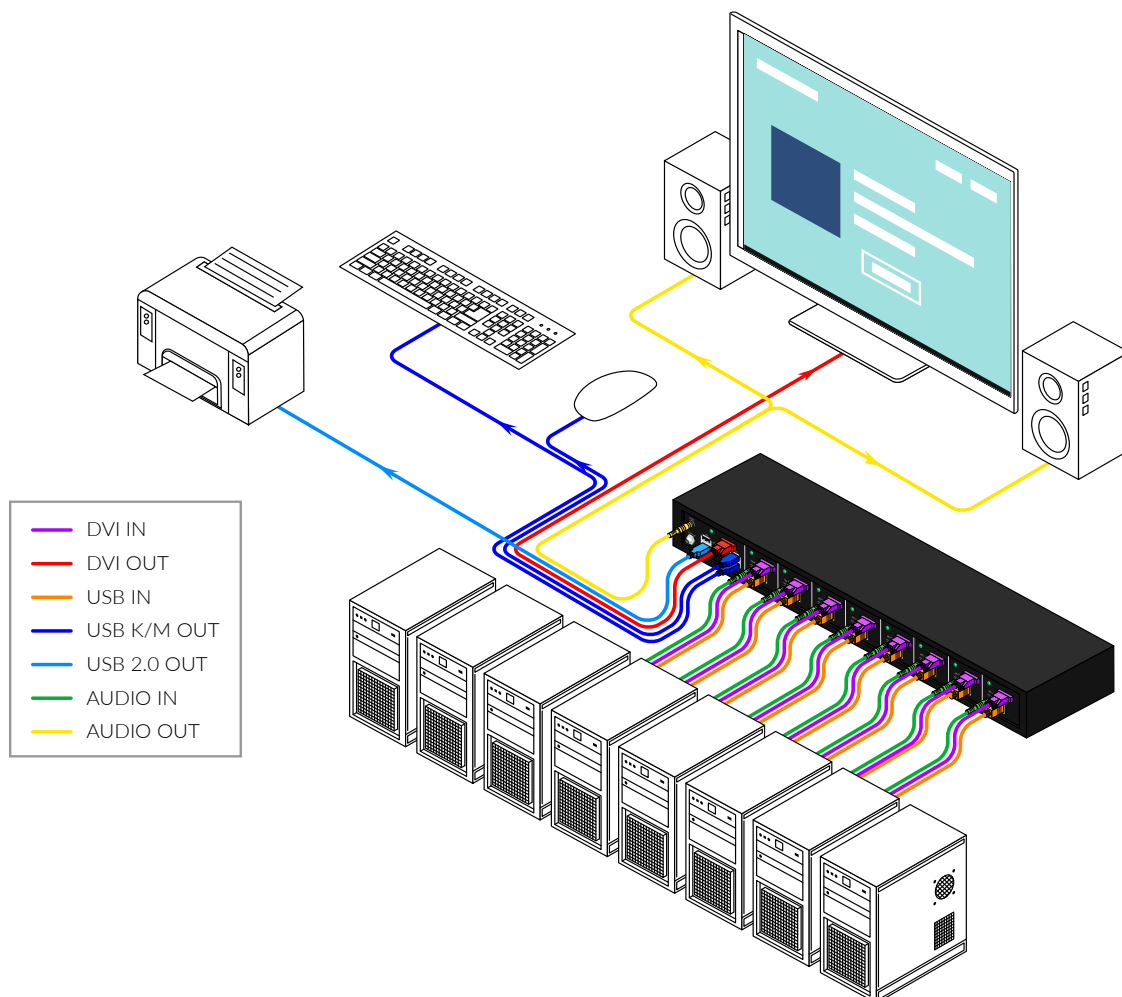 DVI IN
DVI OUT
USB IN
USB K/M OUT
USB 2.0 OUT
AUDIO IN
AUDIO OUT